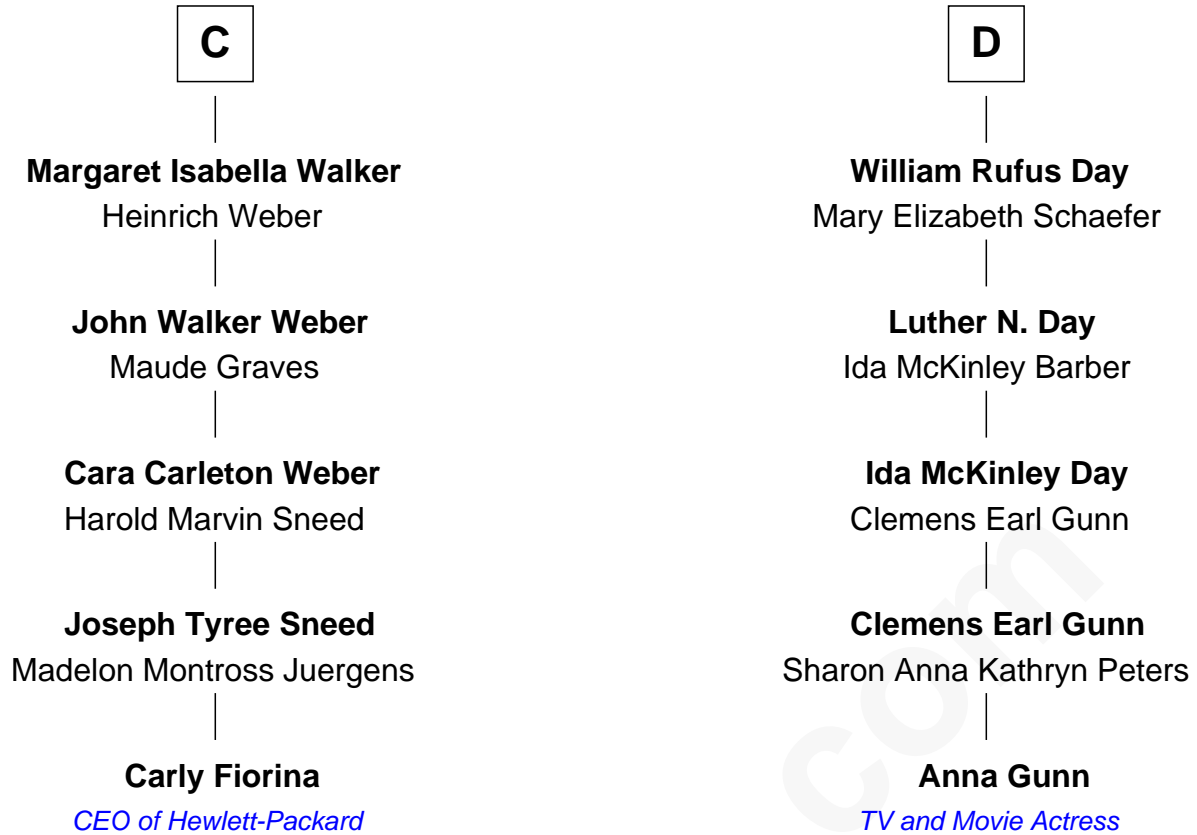 C
Margaret Isabella Walker
Heinrich Weber
John Walker Weber
Maude Graves
Cara Carleton Weber
Harold Marvin Sneed
Joseph Tyree Sneed
Madelon Montross Juergens
Carly Fiorina
CEO of Hewlett-Packard
D
William Rufus Day
Mary Elizabeth Schaefer
Luther N. Day
Ida McKinley Barber
Ida McKinley Day
Clemens Earl Gunn
Clemens Earl Gunn
Sharon Anna Kathryn Peters
Anna Gunn
TV and Movie Actress
com